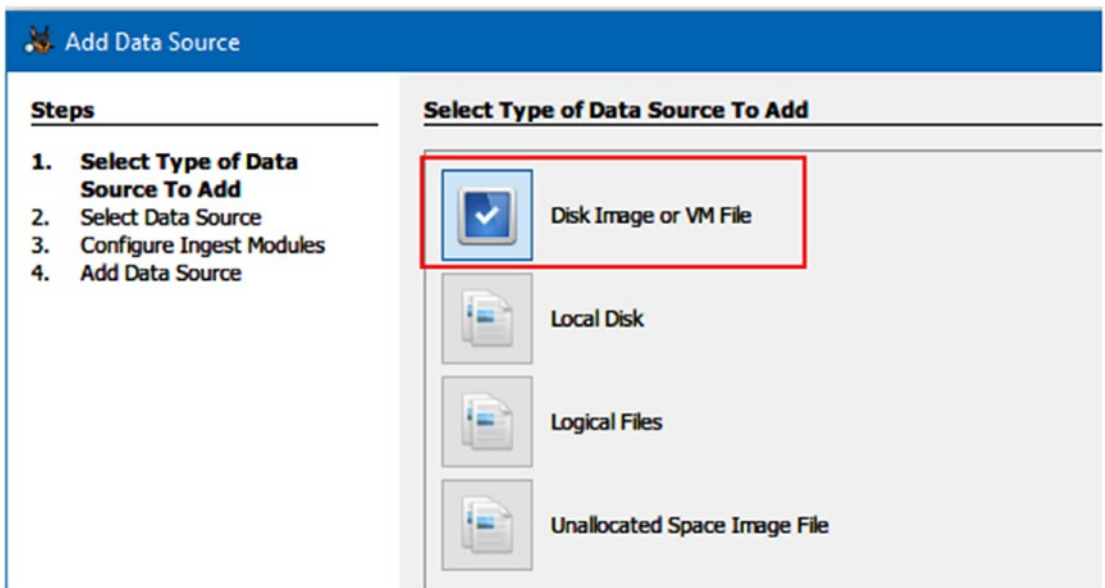 Add Data Source
Steps
1. Select Type of Data
Source To Add
2. Select Data Source
3. Configure Ingest Modules
4. Add Data Source
Select Type of Data Source To Add
Disk Image or VM File
Local Disk
Logical Files
Unallocated Space Image File